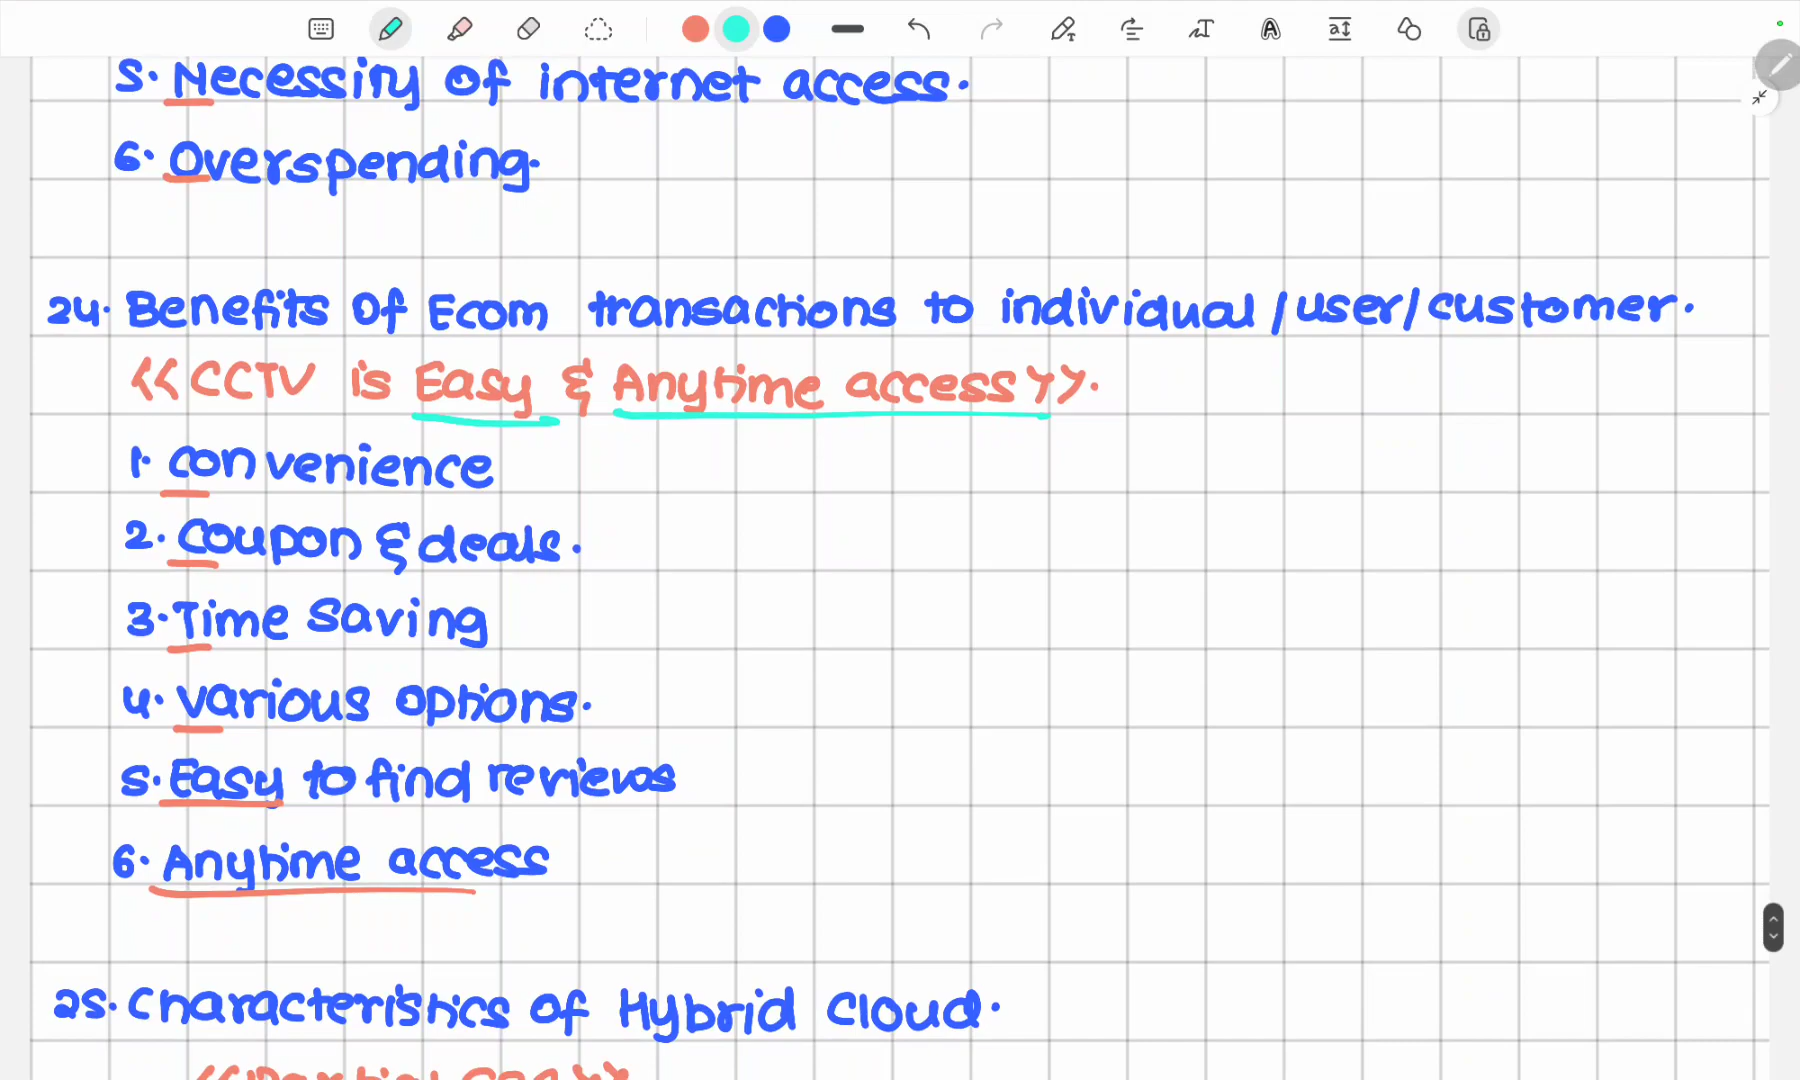 5. Necessity of internet access.
6. Overspending.
24. Benefits of Ecom transactions to individual/user/customer.
<<CCTV is Easy & Anytime access>>.
1. convenience
2. Coupon & deals.
3. Time Saving
4. Various options.
5. Easy to find reviews
6. Anytime access
25. Characteristics of Hybrid Cloud.